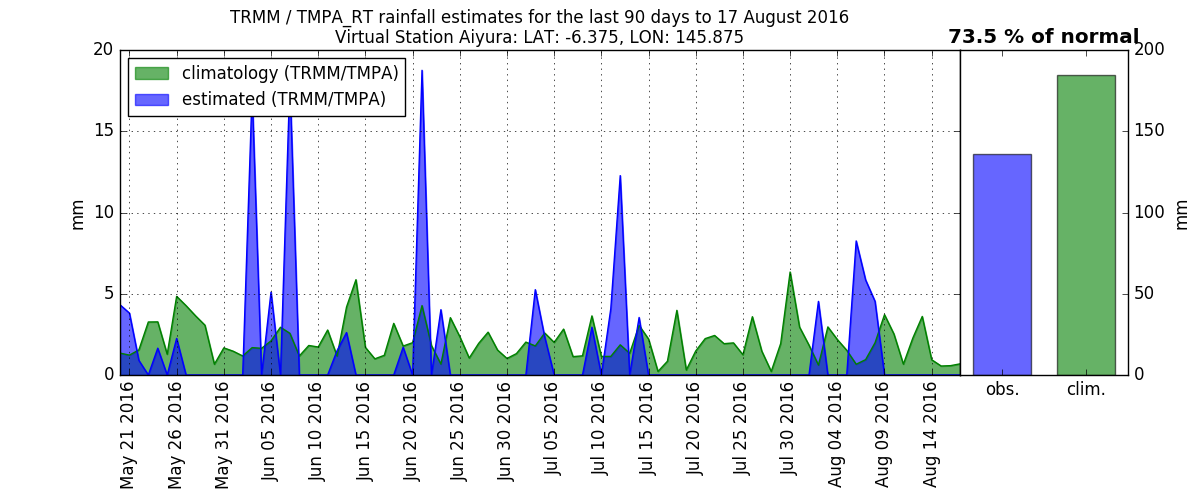 TRMM / TMPA_RT rainfall estimates for the last 90 days to 17 August 2016
Virtual Station Aiyura: LAT: -6.375, LON: 145.875
73.5 % of normal
climatology (TRMM/TMPA)
estimated (TRMM/TMPA)
20
15
10
5
0
mm
May 21 2016
May 26 2016
May 31 2016
Jun 05 2016
Jun 10 2016
Jun 15 2016
Jun 20 2016
Jun 25 2016
Jun 30 2016
Jul 05 2016
Jul 10 2016
Jul 15 2016
Jul 20 2016
Jul 25 2016
Jul 30 2016
Aug 04 2016
Aug 09 2016
Aug 14 2016
obs.
clim.
200
150
100
50
0
mm